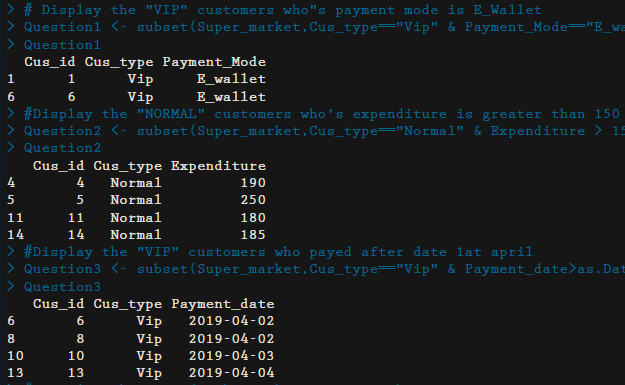 > # Display the "VIP" customers who"s payment mode is E_Wallet
> Question1 <- subset(Super_market,Cus_type=="Vip" & Payment_Mode=="E_wa
> Question1
Cus_id Cus_type Payment_Mode
1 1 Vip E_wallet
6 6 Vip E_wallet
> #Display the "NORMAL" customers who's expenditure is greater than 150
> Question2 <- subset(Super_market,Cus_type=="Normal" & Expenditure > 15
> Question2
Cus_id Cus_type Expenditure
4 4 Normal 190
5 5 Normal 250
11 11 Normal 180
14 14 Normal 185
> #Display the "VIP" customers who payed after date 1at april
> Question3 <- subset(Super_market,Cus_type=="Vip" & Payment_date>as.Dat
> Question3
Cus_id Cus_type Payment_date
6 6 Vip 2019-04-02
8 8 Vip 2019-04-02
10 10 Vip 2019-04-03
13 13 Vip 2019-04-04